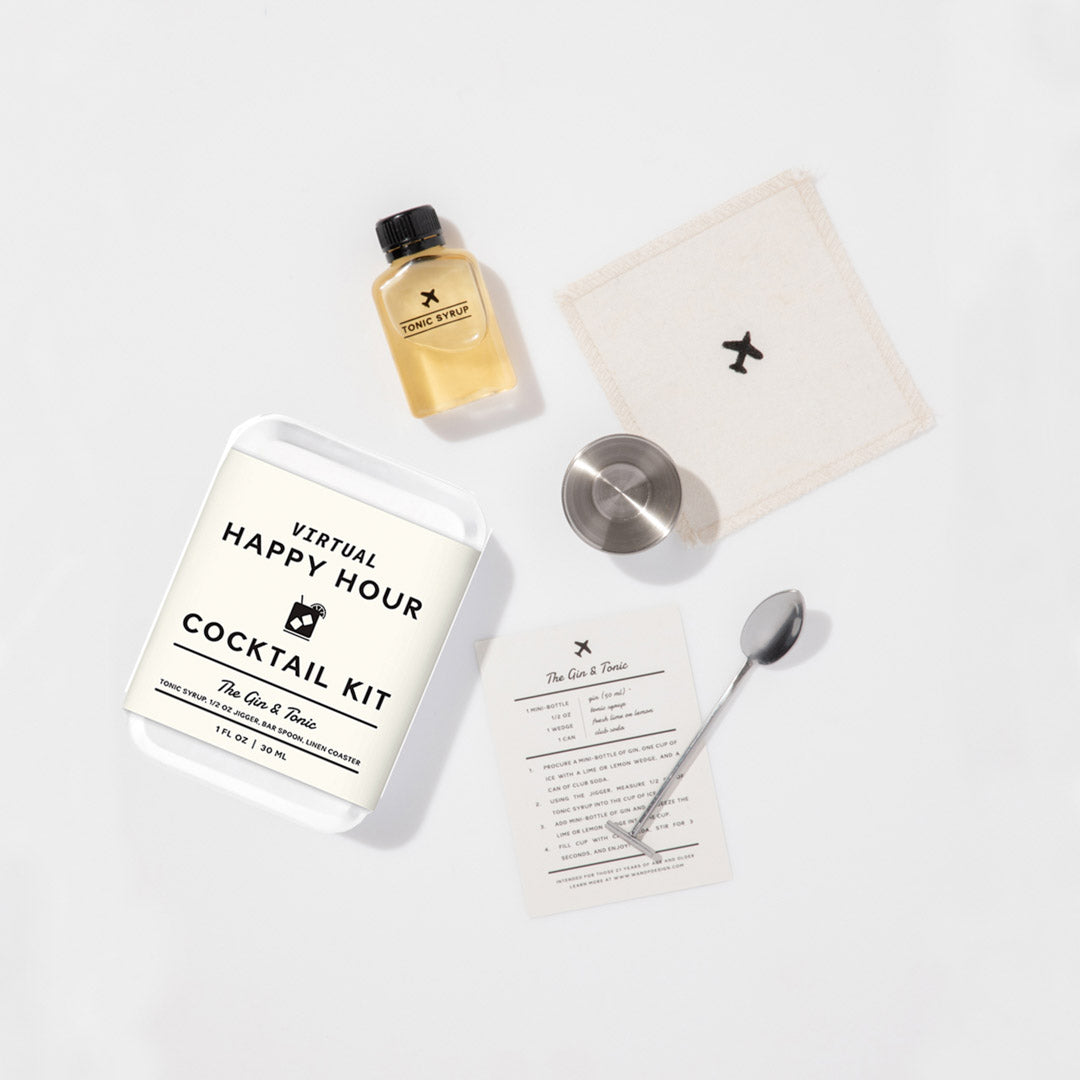 TONIC SYRUP
VIRTUAL
HAPPY HOUR
COCKTAIL KIT
The Gin & Tonic
TONIC SYRUP, 1/2 OZ JIGGER, BAR SPOON, LINEN COASTER
1 FL OZ | 30 ML
The Gin & Tonic
1 MINI-BOTTLE gin (50 ml)
1/2 OZ tonic syrup
1 WEDGE fresh lime or lemon
1 CAN club soda
1. PROCURE A MINI-BOTTLE OF GIN, ONE CUP OF
ICE WITH A LIME OR LEMON WEDGE, AND A
CAN OF CLUB SODA.
2. USING THE JIGGER, MEASURE 1/2
TONIC SYRUP INTO THE CUP OF ICE
3. ADD MINI-BOTTLE OF GIN AND THE
LIME OR LEMON CUP.
4. FILL CUP WITH STIR FOR 3
SECONDS, AND ENJOY!
INTENDED FOR THOSE 21 YEARS OF AGE AND OLDER
LEARN MORE AT WWW.WANDPDESIGN.COM